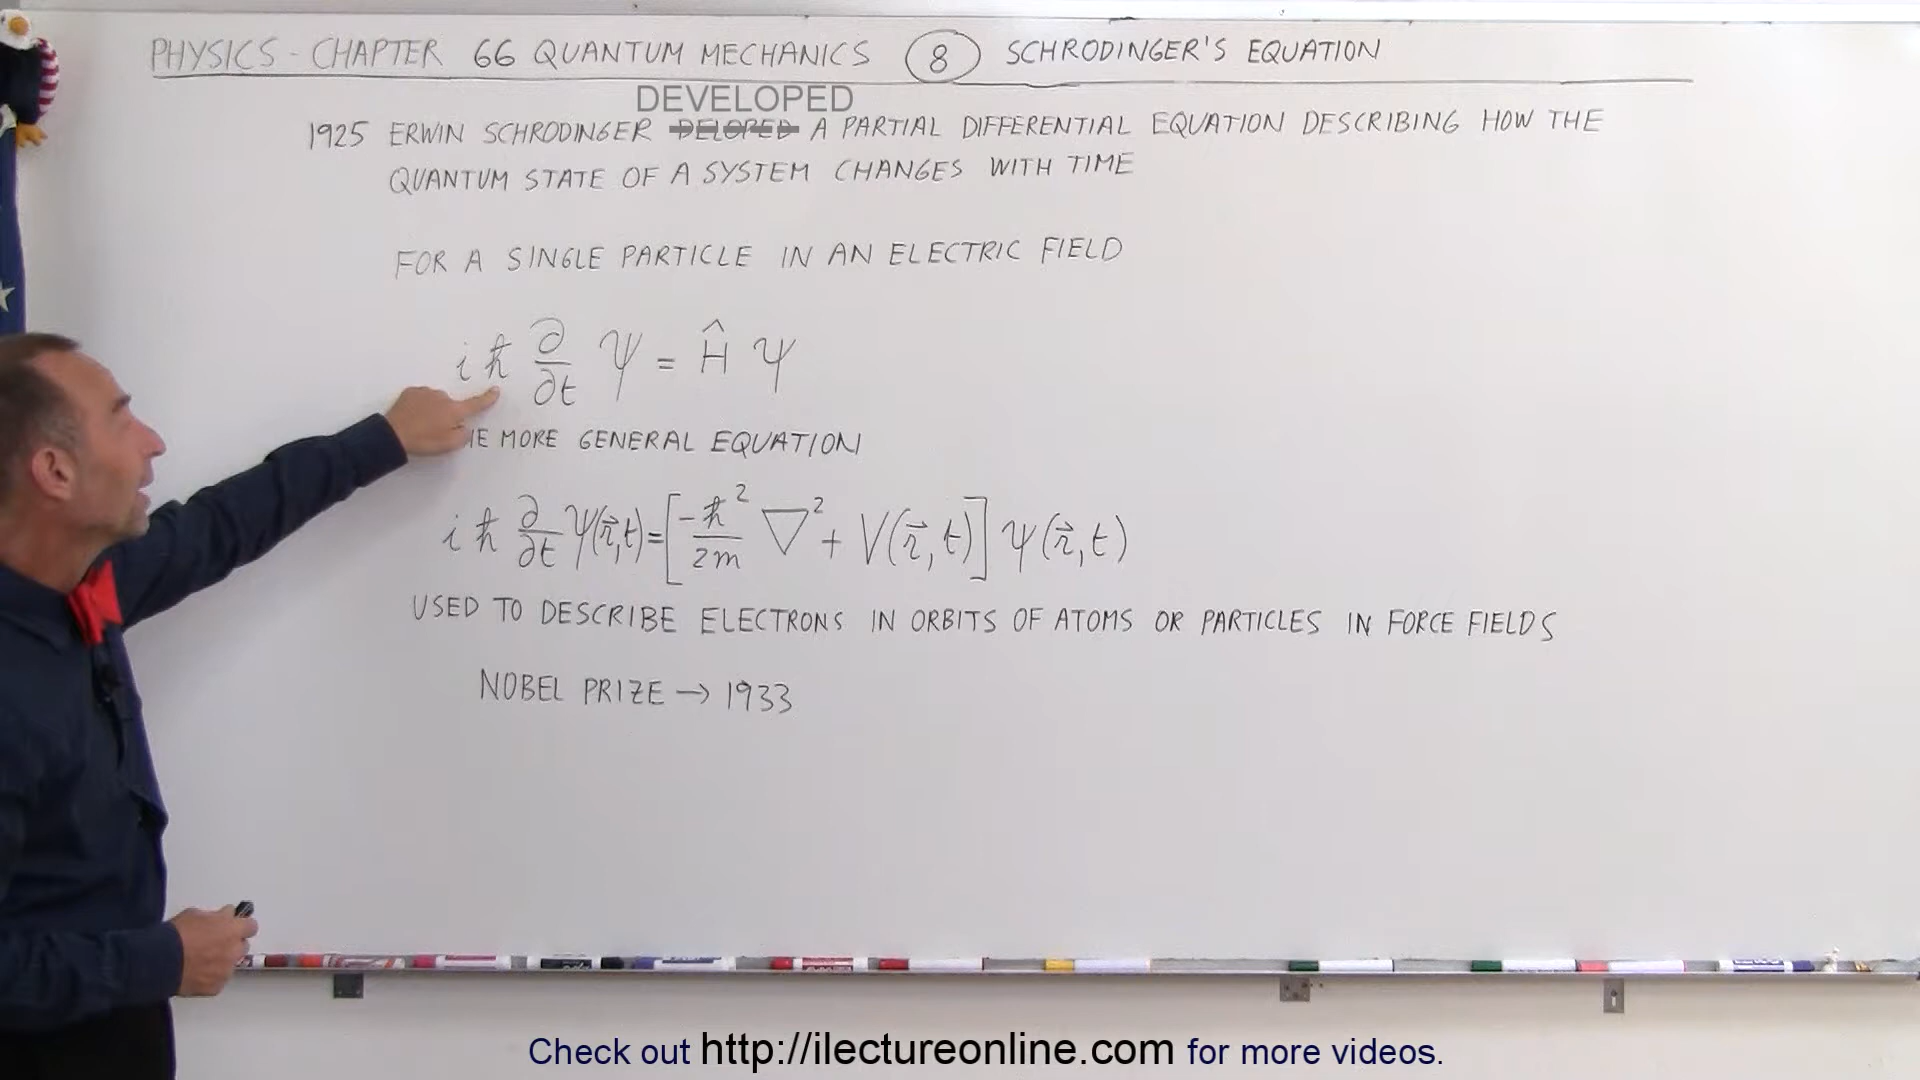 PHYSICS - CHAPTER 66 QUANTUM MECHANICS 8 SCHRODINGER'S EQUATION
DEVELOPED
1925 ERWIN SCHRODINGER DELOPED A PARTIAL DIFFERENTIAL EQUATION DESCRIBING HOW THE
QUANTUM STATE OF A SYSTEM CHANGES WITH TIME
FOR A SINGLE PARTICLE IN AN ELECTRIC FIELD
iħ ∂/∂t Ψ = Ĥ Ψ
MORE GENERAL EQUATION
iħ ∂/∂t Ψ(r⃗,t) = [-ħ²/2m ∇² + V(r⃗,t)] Ψ(r⃗,t)
USED TO DESCRIBE ELECTRONS IN ORBITS OF ATOMS OR PARTICLES IN FORCE FIELDS
NOBEL PRIZE → 1933
Check out http://ilectureonline.com for more videos.